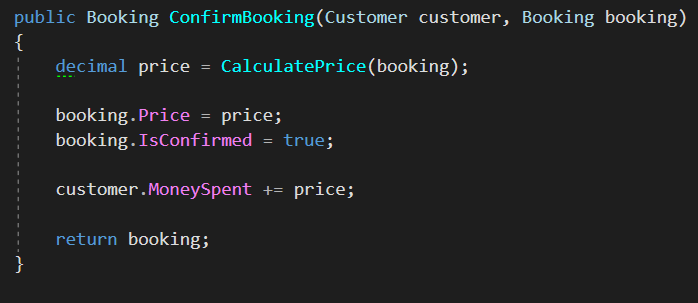 public Booking ConfirmBooking(Customer customer, Booking booking)
{
decimal price = CalculatePrice(booking);
booking.Price = price;
booking.IsConfirmed = true;
customer.MoneySpent += price;
return booking;
}